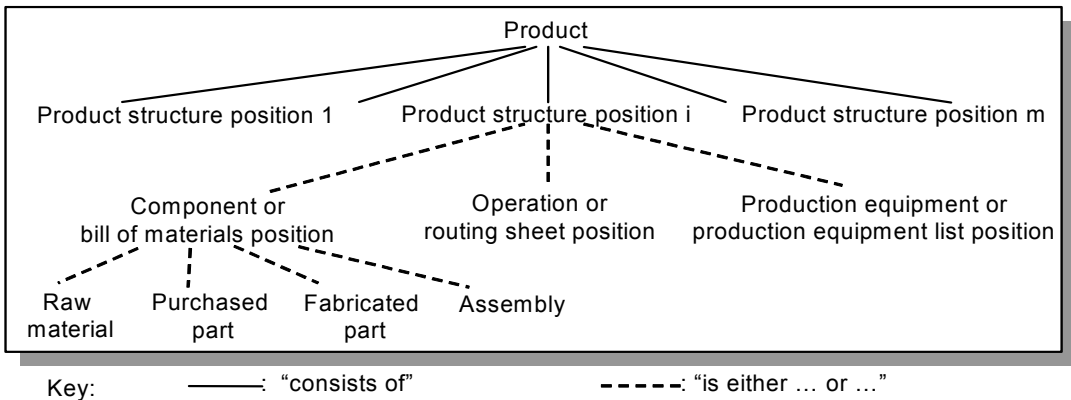 Product
Product structure position 1
Product structure position i
Product structure position m
Component or
bill of materials position
Operation or
routing sheet position
Production equipment or
production equipment list position
Raw
material
Purchased
part
Fabricated
part
Assembly
Key:
: “consists of”
: “is either … or …”